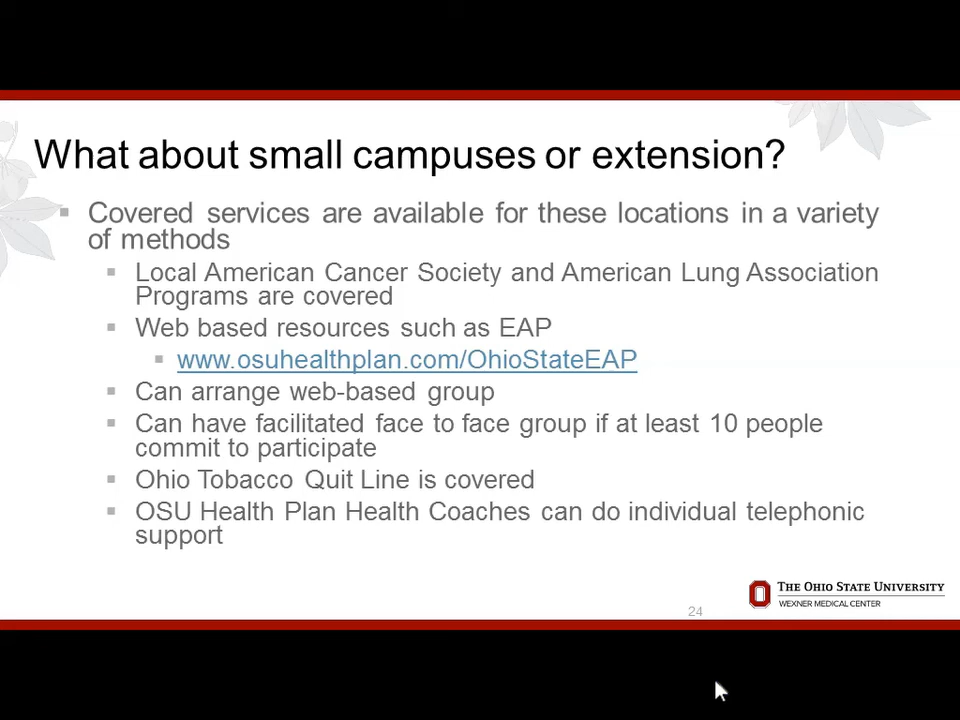 What about small campuses or extension?
Covered services are available for these locations in a variety
of methods
Local American Cancer Society and American Lung Association
Programs are covered
Web based resources such as EAP
www.osuhealthplan.com/OhioStateEAP
Can arrange web-based group
Can have facilitated face to face group if at least 10 people
commit to participate
Ohio Tobacco Quit Line is covered
OSU Health Plan Health Coaches can do individual telephonic
support
THE OHIO STATE UNIVERSITY
WEXNER MEDICAL CENTER
24